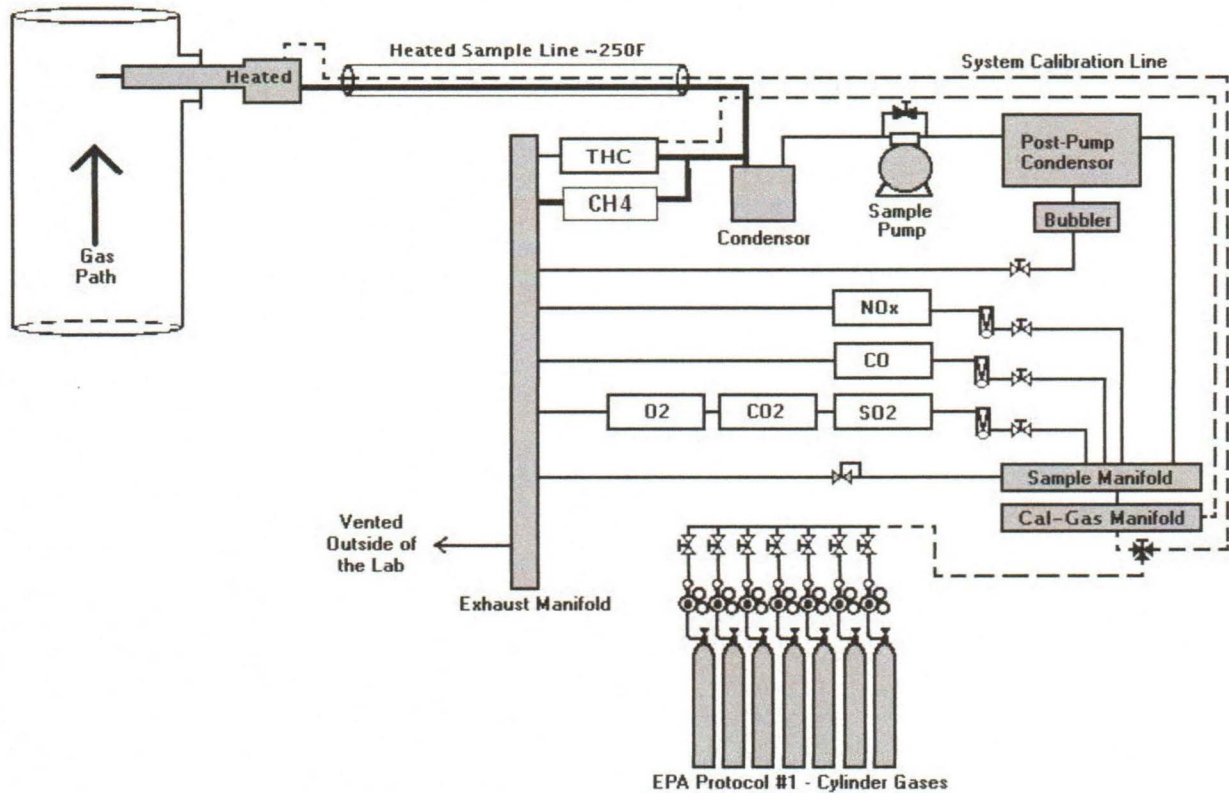 Heated Sample Line ~250F
System Calibration Line
Heated
THC
CH4
Post-Pump
Condensor
Bubbler
Sample
Pump
Condensor
Gas
Path
NOx
CO
O2
CO2
SO2
Sample Manifold
Cal-Gas Manifold
Vented
Outside of
the Lab
Exhaust Manifold
EPA Protocol #1 - Cylinder Gases